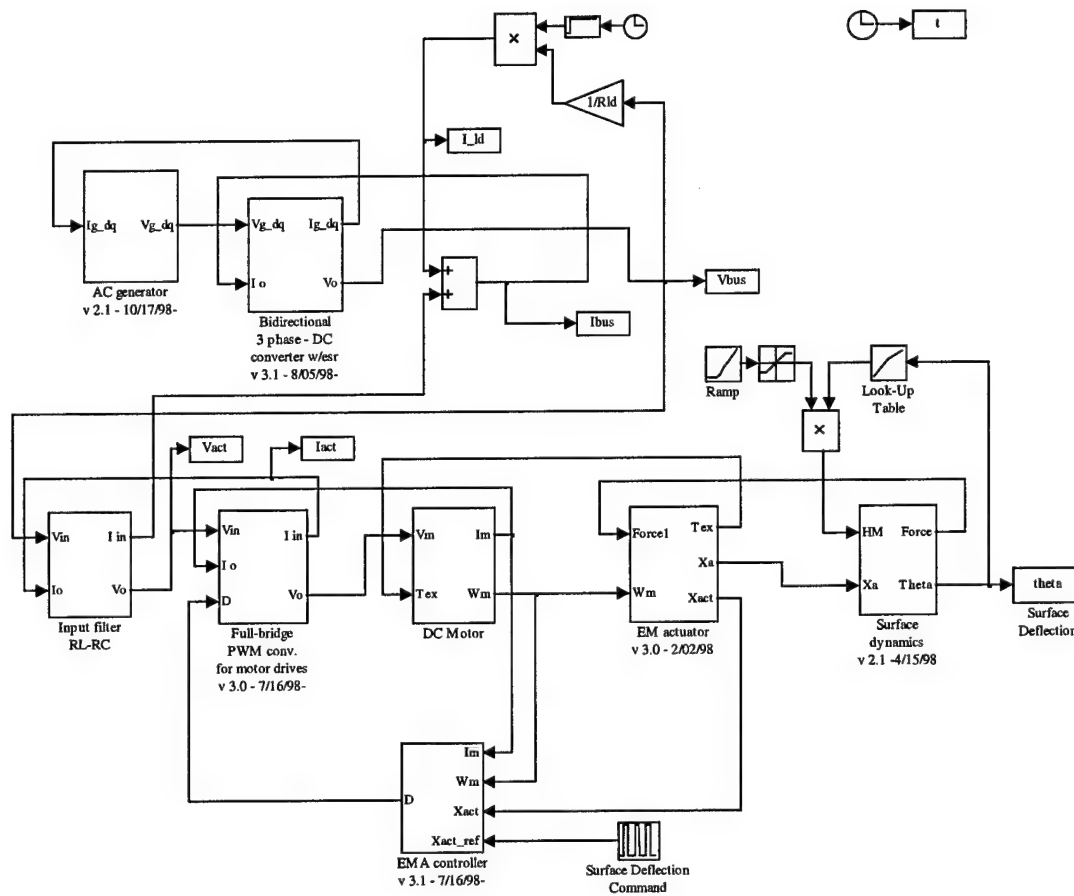 ×
t
1/Rld
I_ld
Ig_dq
Vg_dq
Vg_dq
Ig_dq
I o
Vo
AC generator
v 2.1 - 10/17/98-
Bidirectional
3 phase - DC
converter w/esr
v 3.1 - 8/05/98-
+
+
Vbus
Ibus
Ramp
Look-Up
Table
×
Vact
Iact
Vin
I in
Io
Vo
Input filter
RL-RC
Vin
I in
I o
Vo
D
Full-bridge
PWM conv.
for motor drives
v 3.0 - 7/16/98-
Vm
Im
Tex
Wm
DC Motor
Force1
Tex
Xa
Wm
Xact
EM actuator
v 3.0 - 2/02/98
HM
Force
Xa
Theta
Surface
dynamics
v 2.1 -4/15/98
theta
Surface
Deflection
Im
Wm
D
Xact
Xact_ref
EMA controller
v 3.1 - 7/16/98-
Surface Deflection
Command